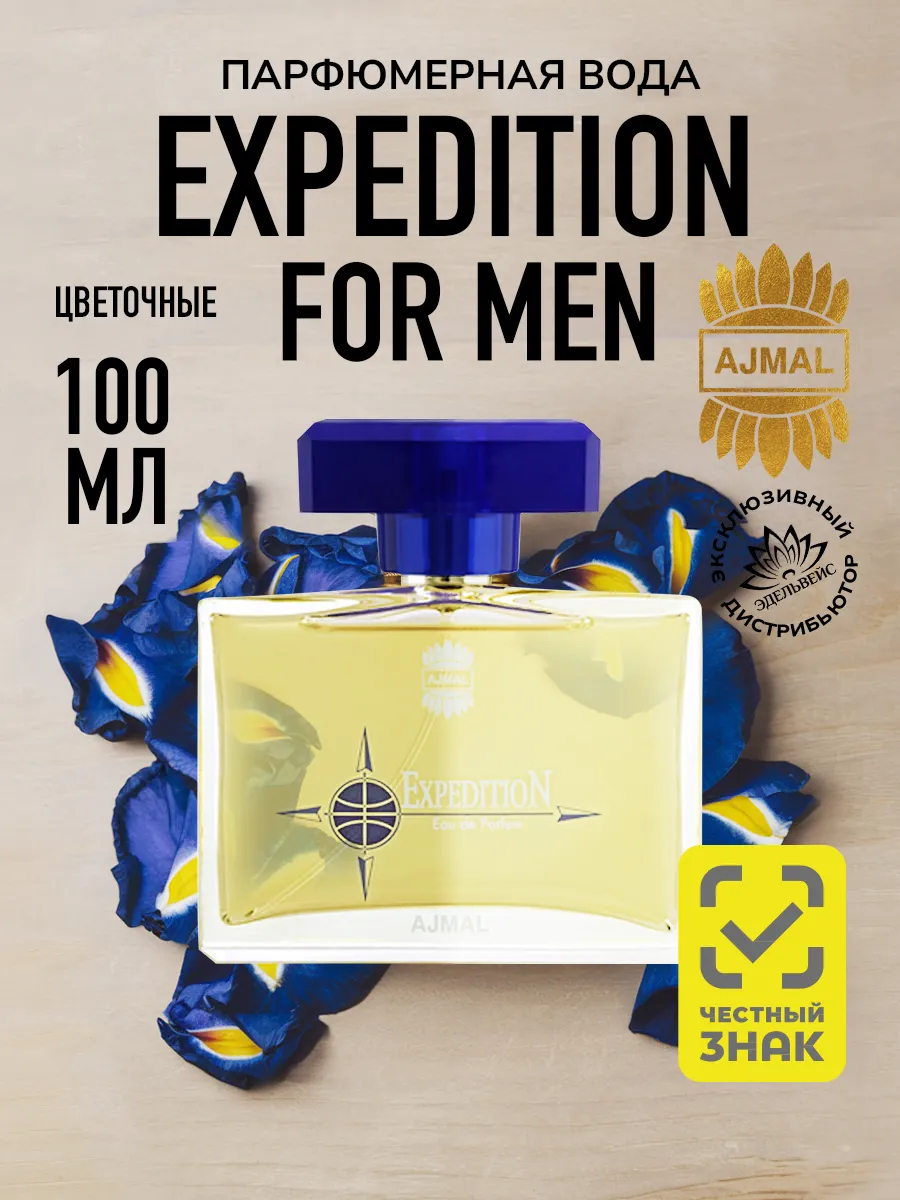 ПАРФЮМЕРНАЯ ВОДА
EXPEDITION
FOR MEN
ЦВЕТОЧНЫЕ
100
МЛ
AJMAL
ЭКСКЛЮЗИВНЫЙ
ЭДЕЛЬВЕЙС
ДИСТРИБЬЮТОР
AJMAL
EXPEDITION
Eau de Parfum
AJMAL
ЧЕСТНЫЙ
ЗНАК